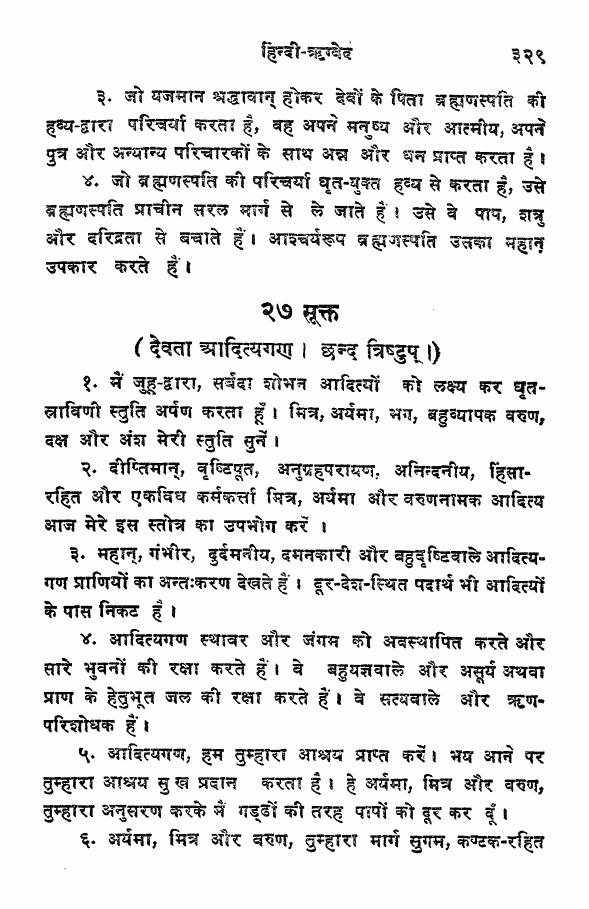 हिन्दी-ऋग्वेद ३२९
३. जो यजमान श्रद्धावान् होकर देवों के पिता ब्रह्मणस्पति की
हव्य-द्वारा परिचर्या करता है, वह अपने मनुष्य और आत्मीय, अपने
पुत्र और अन्यान्य परिचारकों के साथ अन्न और धन प्राप्त करता है।
४. जो ब्रह्मणस्पति की परिचर्या घृत-युक्त हव्य से करता है, उसे
ब्रह्मणस्पति प्राचीन सरल मार्ग से ले जाते हैं। उसे वे पाप, शत्रु
और दरिद्रता से बचाते हैं। आश्चर्यरूप ब्रह्मणस्पति उसका महान्
उपकार करते हैं।
२७ सूक्त
(देवता आदित्यगण। छन्द त्रिष्टुप्।)
१. मैं जुहू-द्वारा, सर्वदा शोभन आदित्यों को लक्ष्य कर घृत-
स्राविणी स्तुति अर्पण करता हूँ। मित्र, अर्यमा, भग, बहुव्यापक वरुण,
दक्ष और अंश मेरी स्तुति सुनें।
२. दीप्तिमान्, वृष्टिपूत, अनुग्रहपरायण, अनिन्दनीय, हिंसा-
रहित और एकविध कर्मकर्त्ता मित्र, अर्यमा और वरुणनामक आदित्य
आज मेरे इस स्तोत्र का उपभोग करें ।
३. महान्, गंभीर, दुर्दमनीय, दमनकारी और बहुदृष्टिवाले आदित्य-
गण प्राणियों का अन्तःकरण देखते हैं। दूर-देश-स्थित पदार्थ भी आदित्यों
के पास निकट है।
४. आदित्यगण स्थावर और जंगम को अवस्थापित करते और
सारे भुवनों की रक्षा करते हैं। वे बहुयज्ञवाले और असूर्य अथवा
प्राण के हेतुभूत जल की रक्षा करते हैं। वे सत्यवाले और ऋण-
परिशोधक हैं।
५. आदित्यगण, हम तुम्हारा आश्रय प्राप्त करें। भय आने पर
तुम्हारा आश्रय सुख प्रदान करता है। हे अर्यमा, मित्र और वरुण,
तुम्हारा अनुसरण करके मैं गड्ढों की तरह पापों को दूर कर दूँ।
६. अर्यमा, मित्र और वरुण, तुम्हारा मार्ग सुगम, कण्टक-रहित